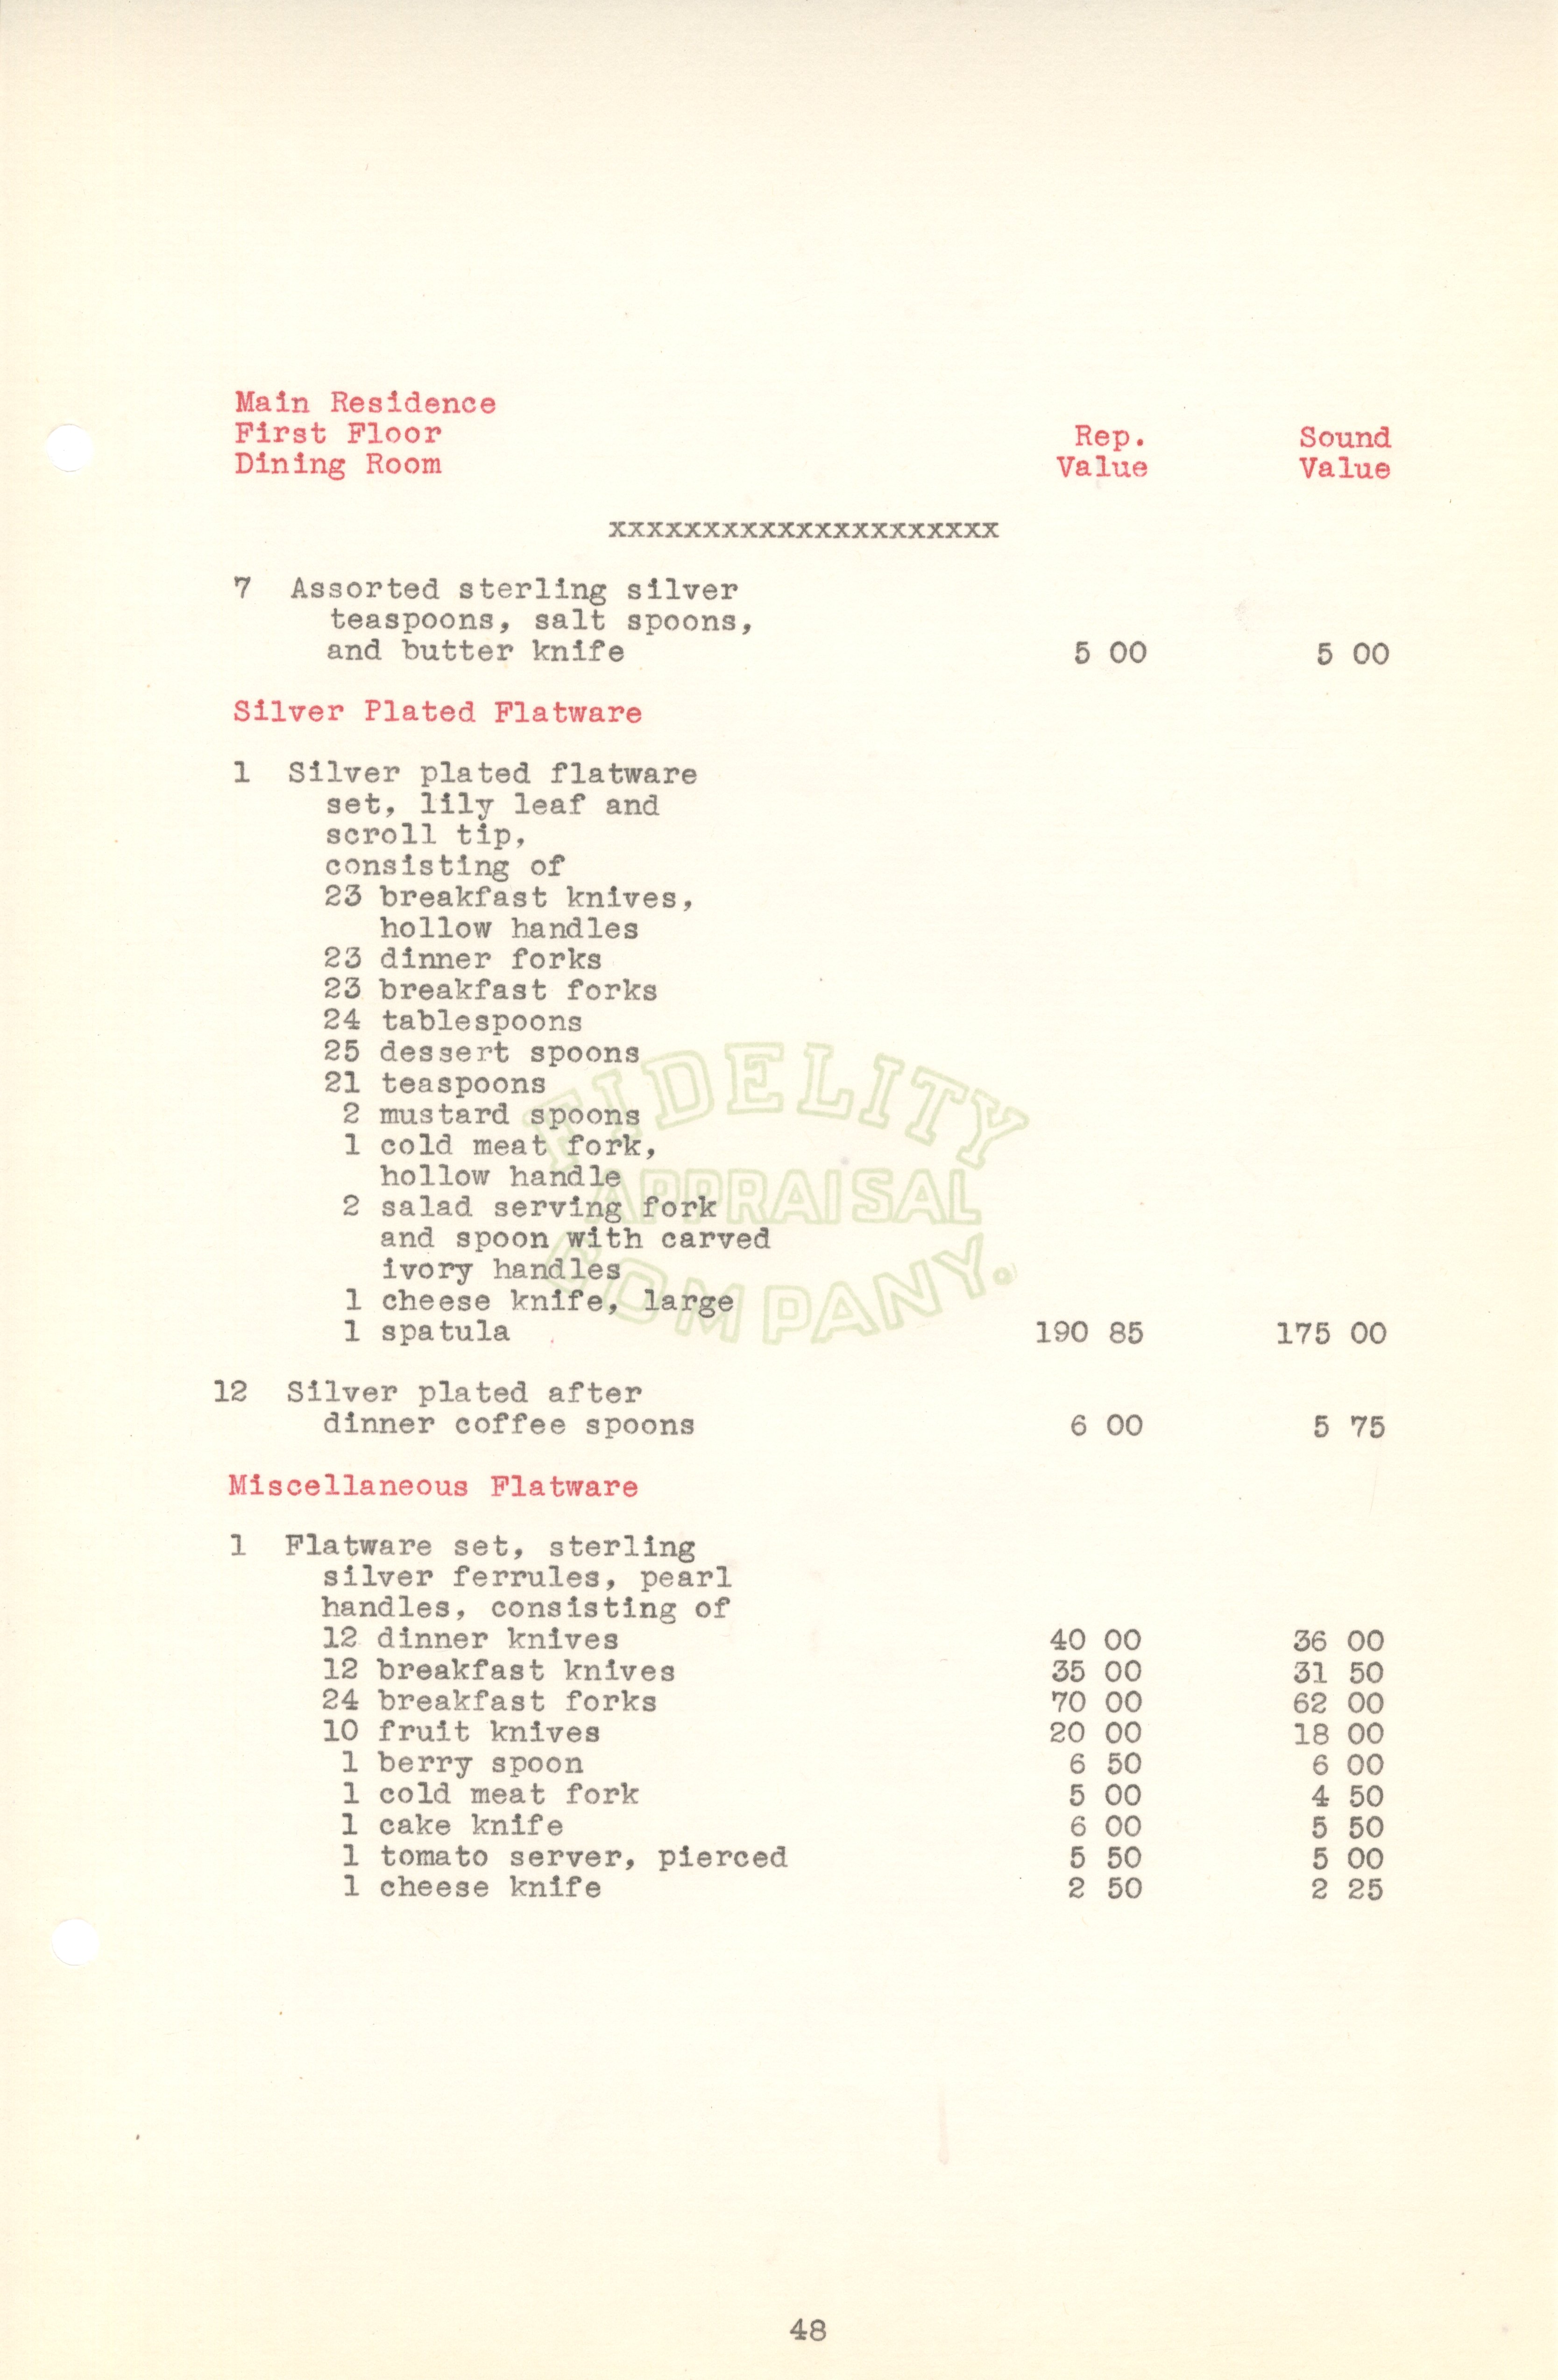 Main Residence
First Floor
Dining Room
Rep. Value
Sound Value
xxxxxxxxxxxxxxxxxxxxx
7 Assorted sterling silver
teaspoons, salt spoons,
and butter knife 5 00 5 00
Silver Plated Flatware
1 Silver plated flatware
set, lily leaf and
scroll tip,
consisting of
23 breakfast knives,
hollow handles
23 dinner forks
23 breakfast forks
24 tablespoons
25 dessert spoons
21 teaspoons
2 mustard spoons
1 cold meat fork,
hollow handle
2 salad serving fork
and spoon with carved
ivory handles
1 cheese knife, large
1 spatula 190 85 175 00
12 Silver plated after
dinner coffee spoons 6 00 5 75
Miscellaneous Flatware
1 Flatware set, sterling
silver ferrules, pearl
handles, consisting of
12 dinner knives 40 00 36 00
12 breakfast knives 35 00 31 50
24 breakfast forks 70 00 62 00
10 fruit knives 20 00 18 00
1 berry spoon 6 50 6 00
1 cold meat fork 5 00 4 50
1 cake knife 6 00 5 50
1 tomato server, pierced 5 50 5 00
1 cheese knife 2 50 2 25
FIDELITY
APPRAISAL
COMPANY.
48